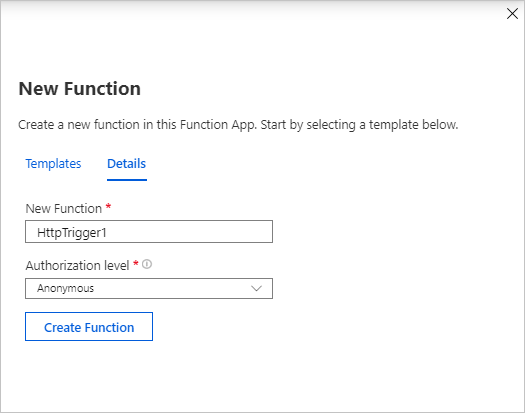 New Function
Create a new function in this Function App. Start by selecting a template below.
Templates Details
New Function *
HttpTrigger1
Authorization level *
Anonymous
Create Function